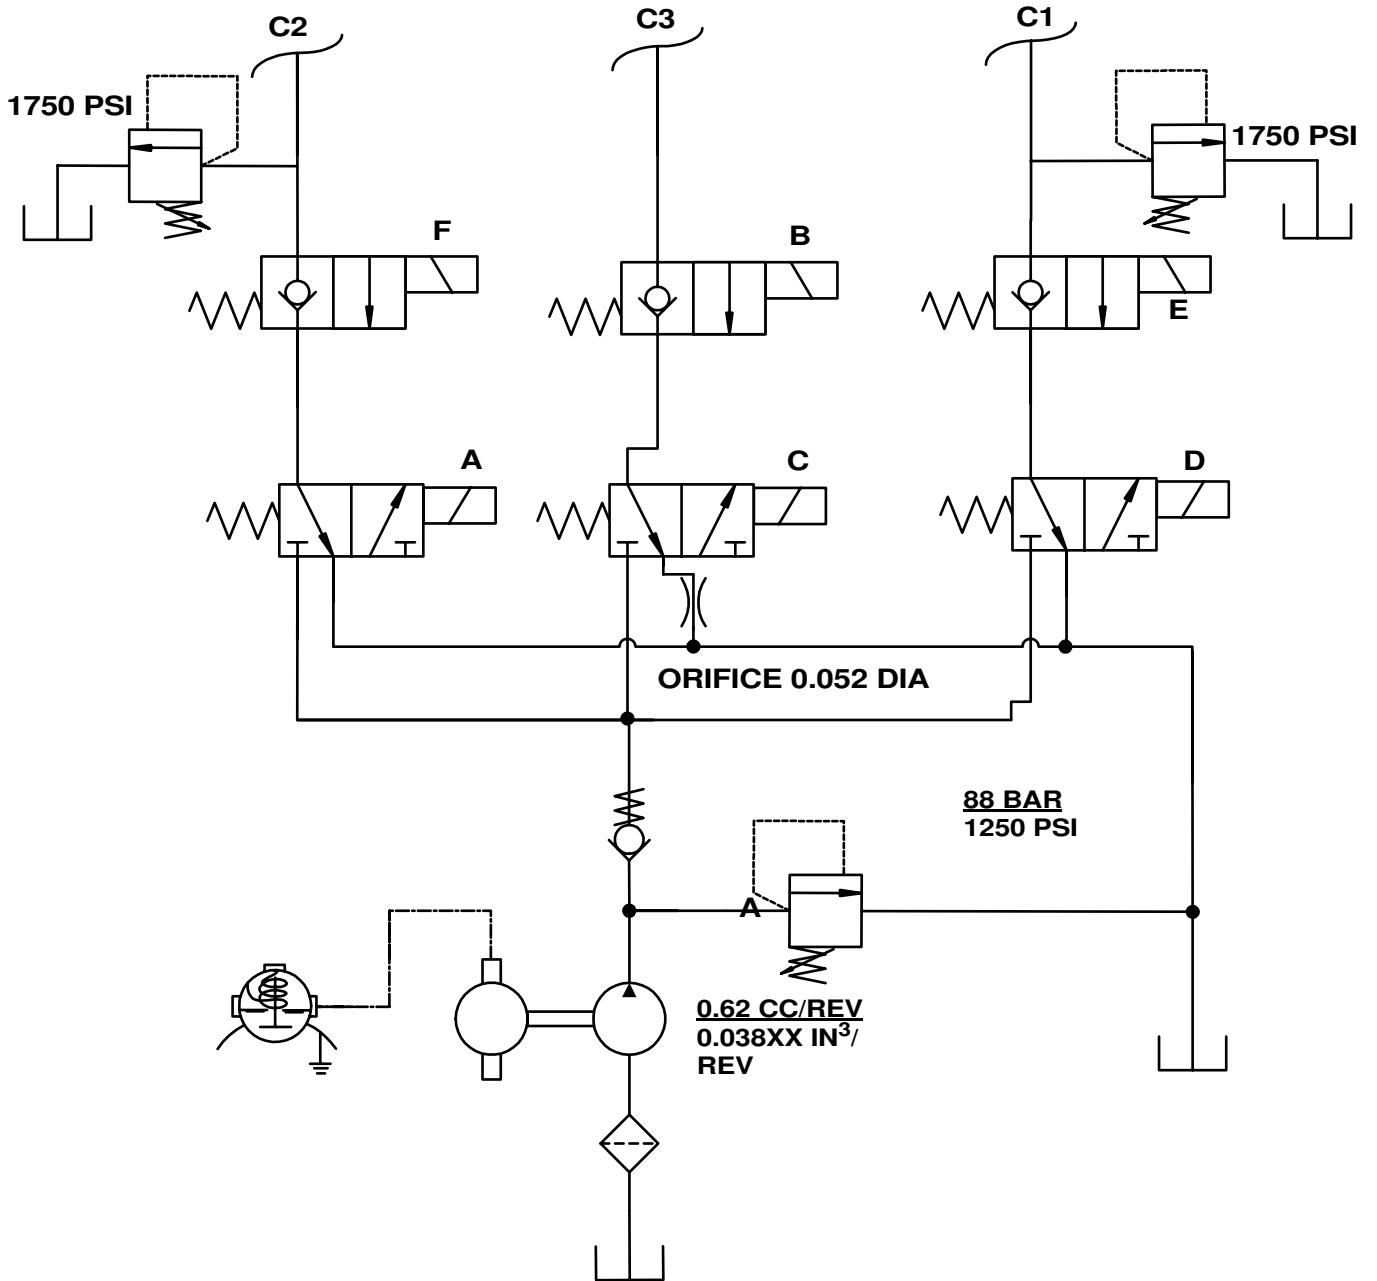 C2
C3
C1
1750 PSI
1750 PSI
F
B
E
A
C
D
ORIFICE 0.052 DIA
88 BAR
1250 PSI
A
0.62 CC/REV
0.038XX IN³/
REV